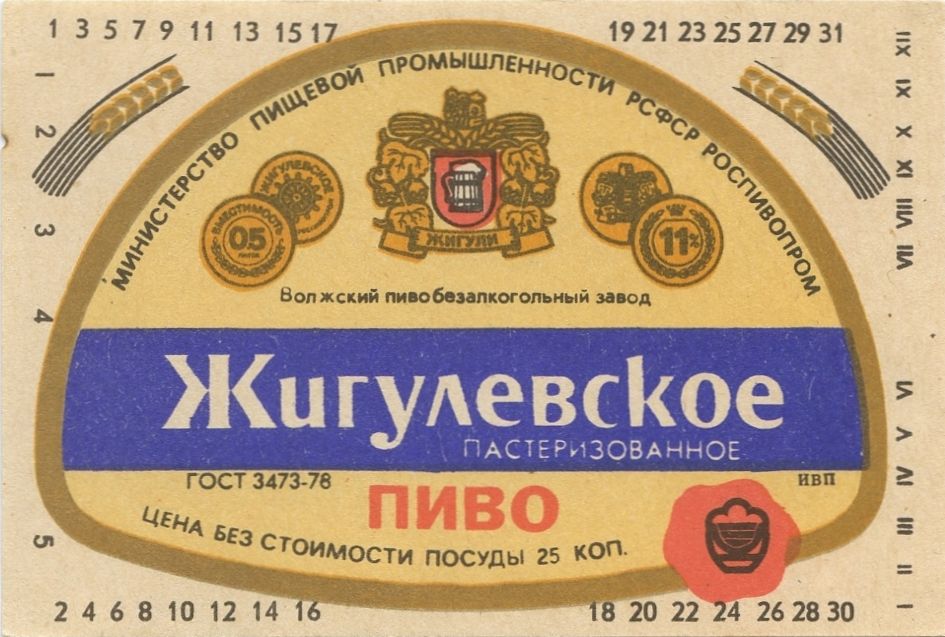 1 3 5 7 9 11 13 15 17 19 21 23 25 27 29 31
1
2
3
4
5
МИНИСТЕРСТВО ПИЩЕВОЙ ПРОМЫШЛЕННОСТИ РСФСР РОСПИВОПРОМ
ЖИГУЛЕВСКОЕ
ВМЕСТИМОСТЬ
0.5
ЖИГУЛИ
11%
Волжский пивобезалкогольный завод
Жигулевское
ПАСТЕРИЗОВАННОЕ
ГОСТ 3473-78
ИВП
ПИВО
ЦЕНА БЕЗ СТОИМОСТИ ПОСУДЫ 25 КОП.
2 4 6 8 10 12 14 16 18 20 22 24 26 28 30
I II III IV V VI VII VIII IX X XI XII